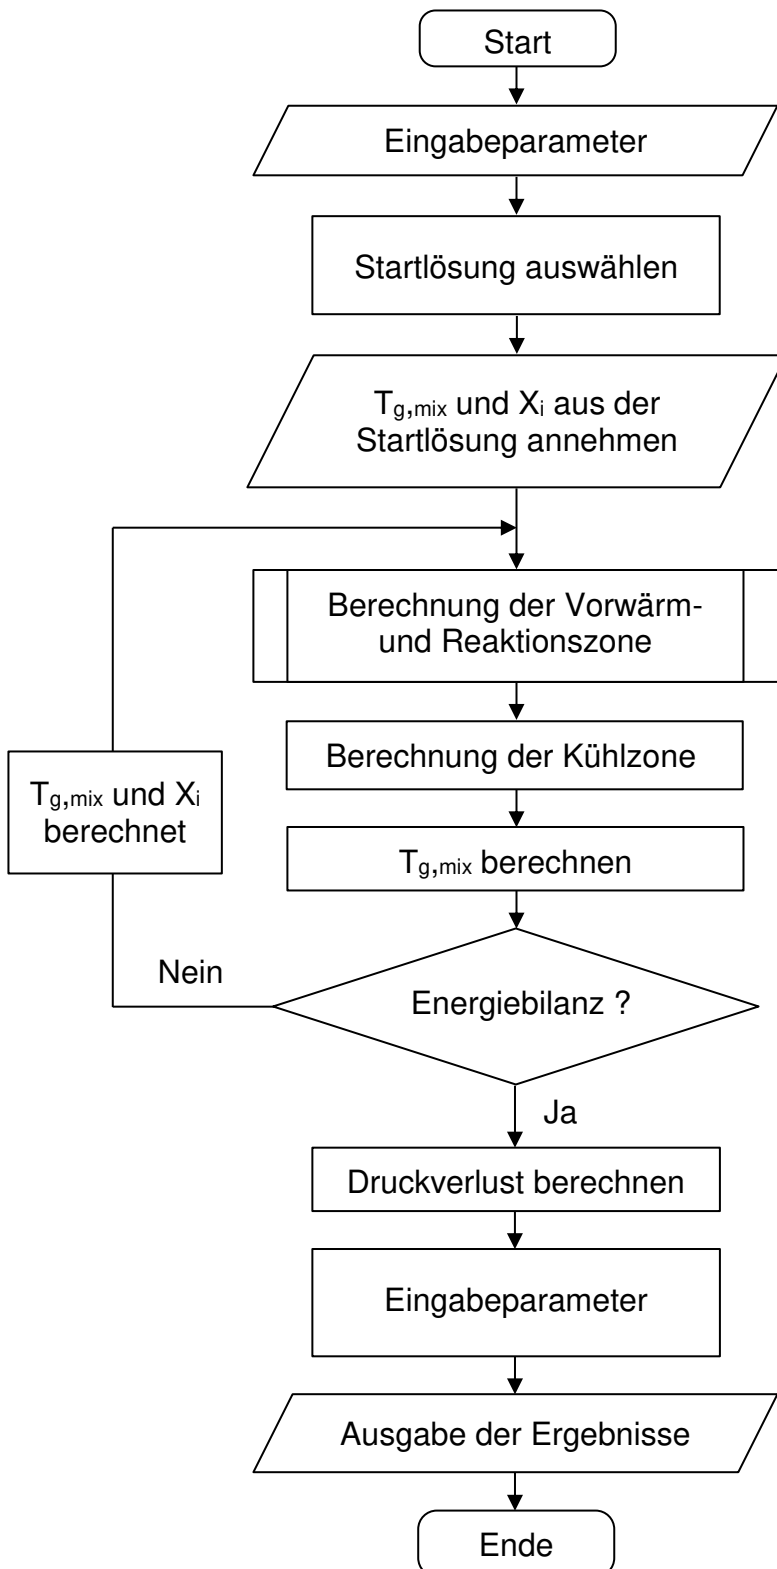 Start
Eingabeparameter
Startlösung auswählen
Tg,mix und Xi aus der
Startlösung annehmen
Berechnung der Vorwärm-
und Reaktionszone
Berechnung der Kühlzone
Tg,mix und Xi
berechnet
Tg,mix berechnen
Nein
Energiebilanz ?
Ja
Druckverlust berechnen
Eingabeparameter
Ausgabe der Ergebnisse
Ende